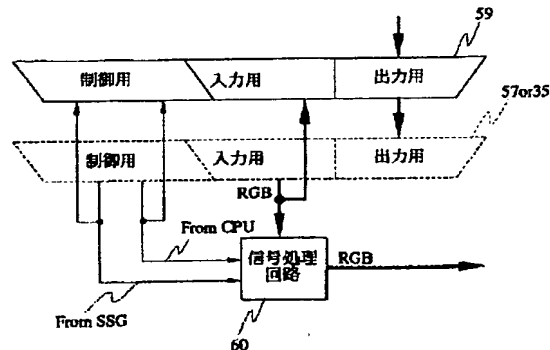 59
制御用 入力用 出力用
57or35
制御用 入力用 出力用
RGB
From CPU
信号処理
回路
RGB
From SSG
60